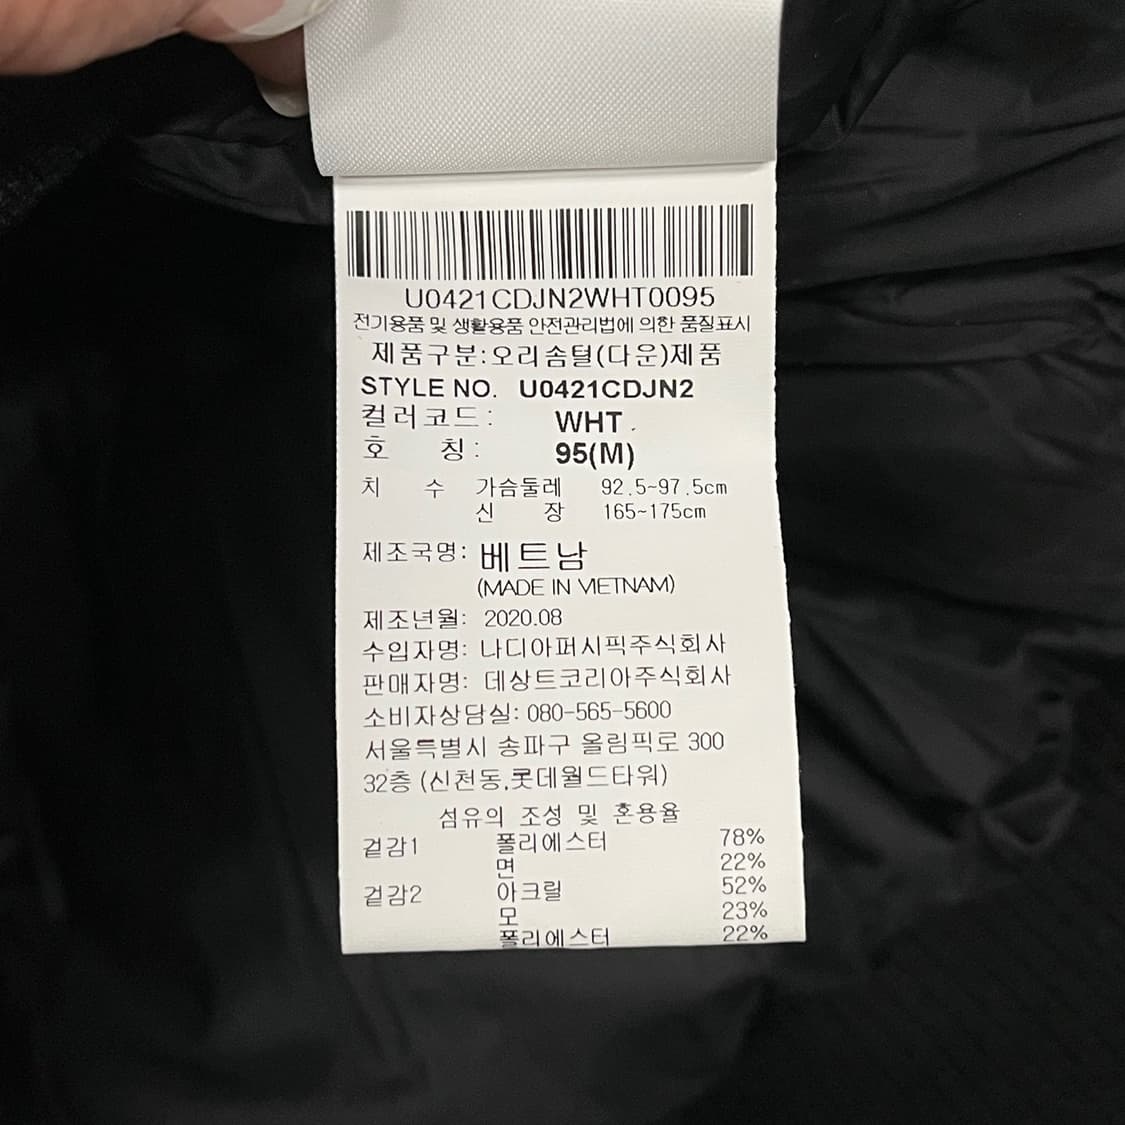 U0421CDJN2WHT0095
전기용품 및 생활용품 안전관리법에 의한 품질표시
제품구분:오리솜털(다운)제품
STYLE NO. U0421CDJN2
컬러코드: WHT
호 칭: 95(M)
치 수 가슴둘레 92.5~97.5cm
신 장 165~175cm
제조국명: 베트남
(MADE IN VIETNAM)
제조년월: 2020.08
수입자명: 나디아퍼시픽주식회사
판매자명: 데상트코리아주식회사
소비자상담실: 080-565-5600
서울특별시 송파구 올림픽로 300
32층 (신천동,롯데월드타워)
섬유의 조성 및 혼용율
겉감1 폴리에스터 78%
면 22%
겉감2 아크릴 52%
모 23%
폴리에스터 22%